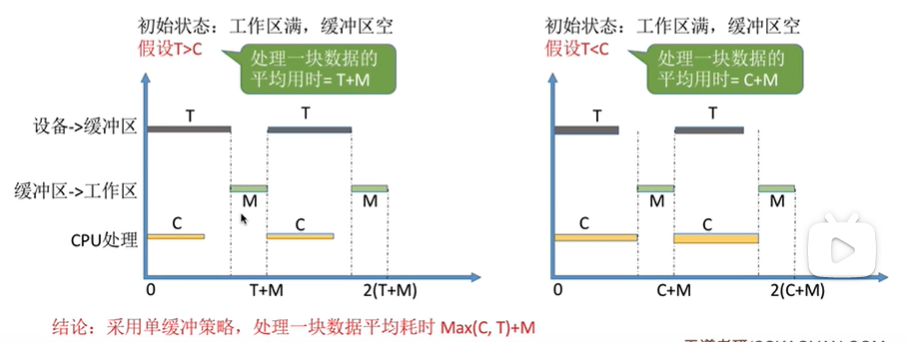 初始状态：工作区满，缓冲区空
假设T>C
处理一块数据的
平均用时= T+M
设备->缓冲区
T
T
缓冲区->工作区
M
M
CPU处理
C
C
0
T+M
2(T+M)
初始状态：工作区满，缓冲区空
假设T<C
处理一块数据的
平均用时= C+M
T
T
M
M
C
C
0
C+M
2(C+M)
结论：采用单缓冲策略，处理一块数据平均耗时 Max(C, T)+M